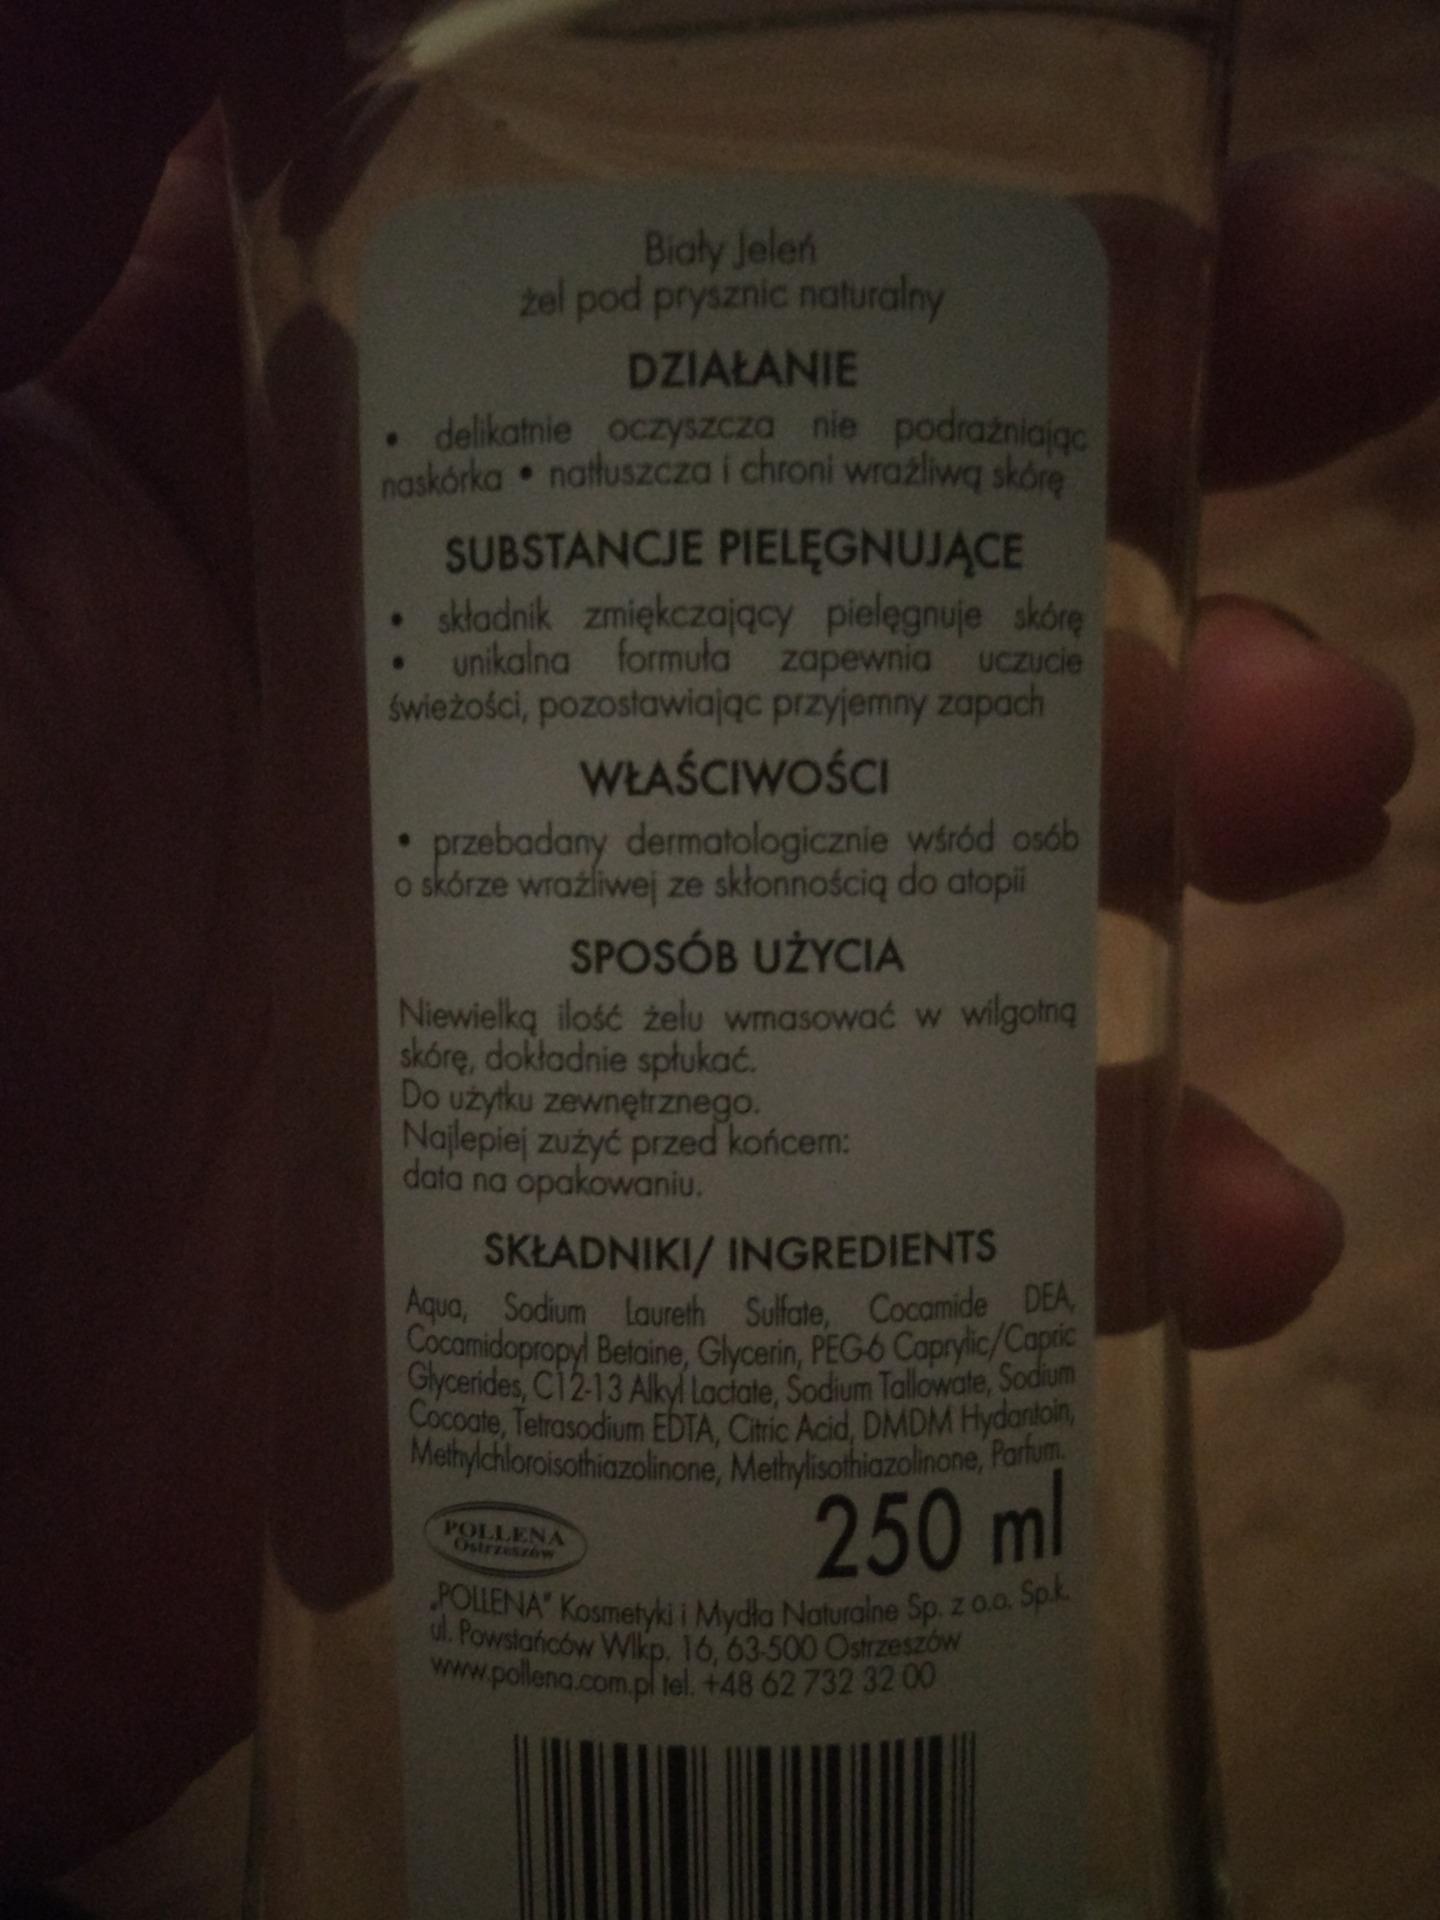 Biały Jeleń
żel pod prysznic naturalny
DZIAŁANIE
• delikatnie oczyszcza nie podrażniając
naskórka • natłuszcza i chroni wrażliwą skórę
SUBSTANCJE PIELĘGNUJĄCE
• składnik zmiękczający pielęgnuje skórę
• unikalna formuła zapewnia uczucie
świeżości, pozostawiając przyjemny zapach
WŁAŚCIWOŚCI
• przebadany dermatologicznie wśród osób
o skórze wrażliwej ze skłonnością do atopii
SPOSÓB UŻYCIA
Niewielką ilość żelu wmasować w wilgotną
skórę, dokładnie spłukać.
Do użytku zewnętrznego.
Najlepiej zużyć przed końcem:
data na opakowaniu.
SKŁADNIKI/ INGREDIENTS
Aqua, Sodium Laureth Sulfate, Cocamide DEA,
Cocamidopropyl Betaine, Glycerin, PEG-6 Caprylic/Capric
Glycerides, C12-13 Alkyl Lactate, Sodium Tallowate, Sodium
Cocoate, Tetrasodium EDTA, Citric Acid, DMDM Hydantoin,
Methylchloroisothiazolinone, Methylisothiazolinone, Parfum.
POLLENA
Ostrzeszów
250 ml
„POLLENA" Kosmetyki i Mydła Naturalne Sp. z o.o. Sp.k.
ul. Powstańców Wlkp. 16, 63-500 Ostrzeszów
www.pollena.com.pl tel. +48 62 732 32 00